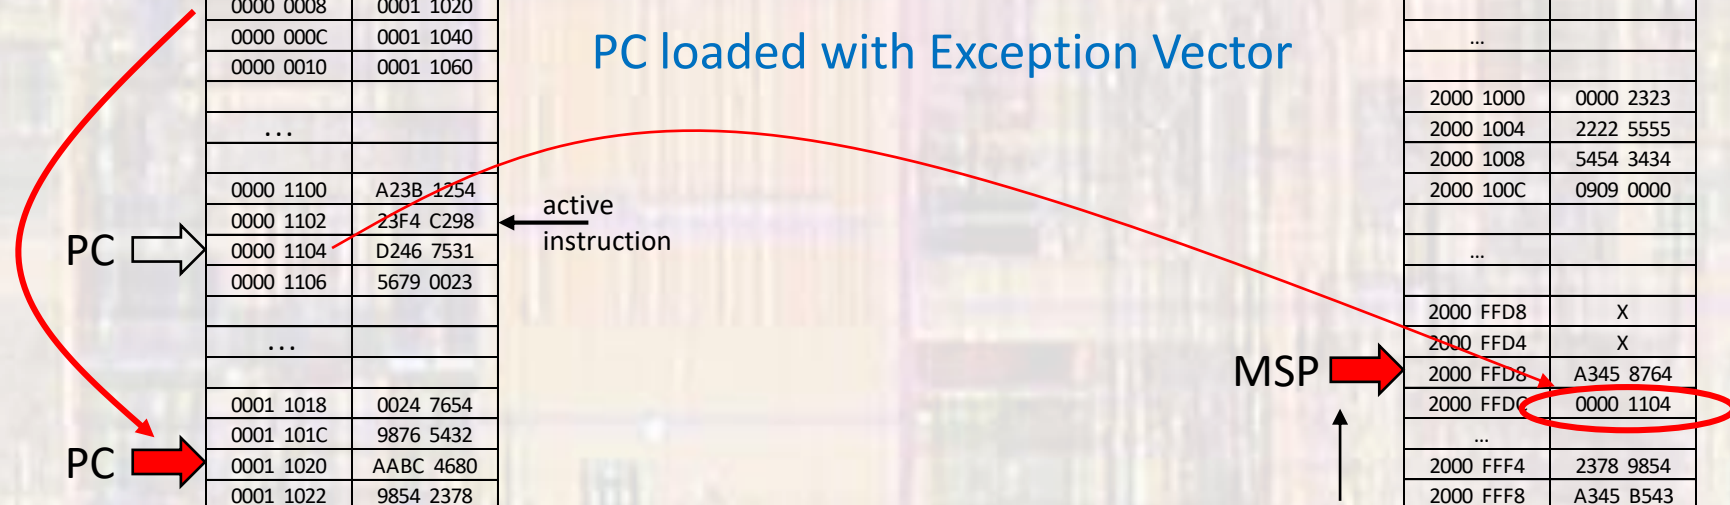 0000 0008 0001 1020
0000 000C 0001 1040
0000 0010 0001 1060
...
0000 1100 A23B 1254
0000 1102 23F4 C298
0000 1104 D246 7531
0000 1106 5679 0023
...
0001 1018 0024 7654
0001 101C 9876 5432
0001 1020 AABC 4680
0001 1022 9854 2378
PC
PC
PC loaded with Exception Vector
active
instruction
MSP
...
2000 1000 0000 2323
2000 1004 2222 5555
2000 1008 5454 3434
2000 100C 0909 0000
...
2000 FFD8 X
2000 FFD4 X
2000 FFD8 A345 8764
2000 FFDC 0000 1104
...
2000 FFF4 2378 9854
2000 FFF8 A345 B543